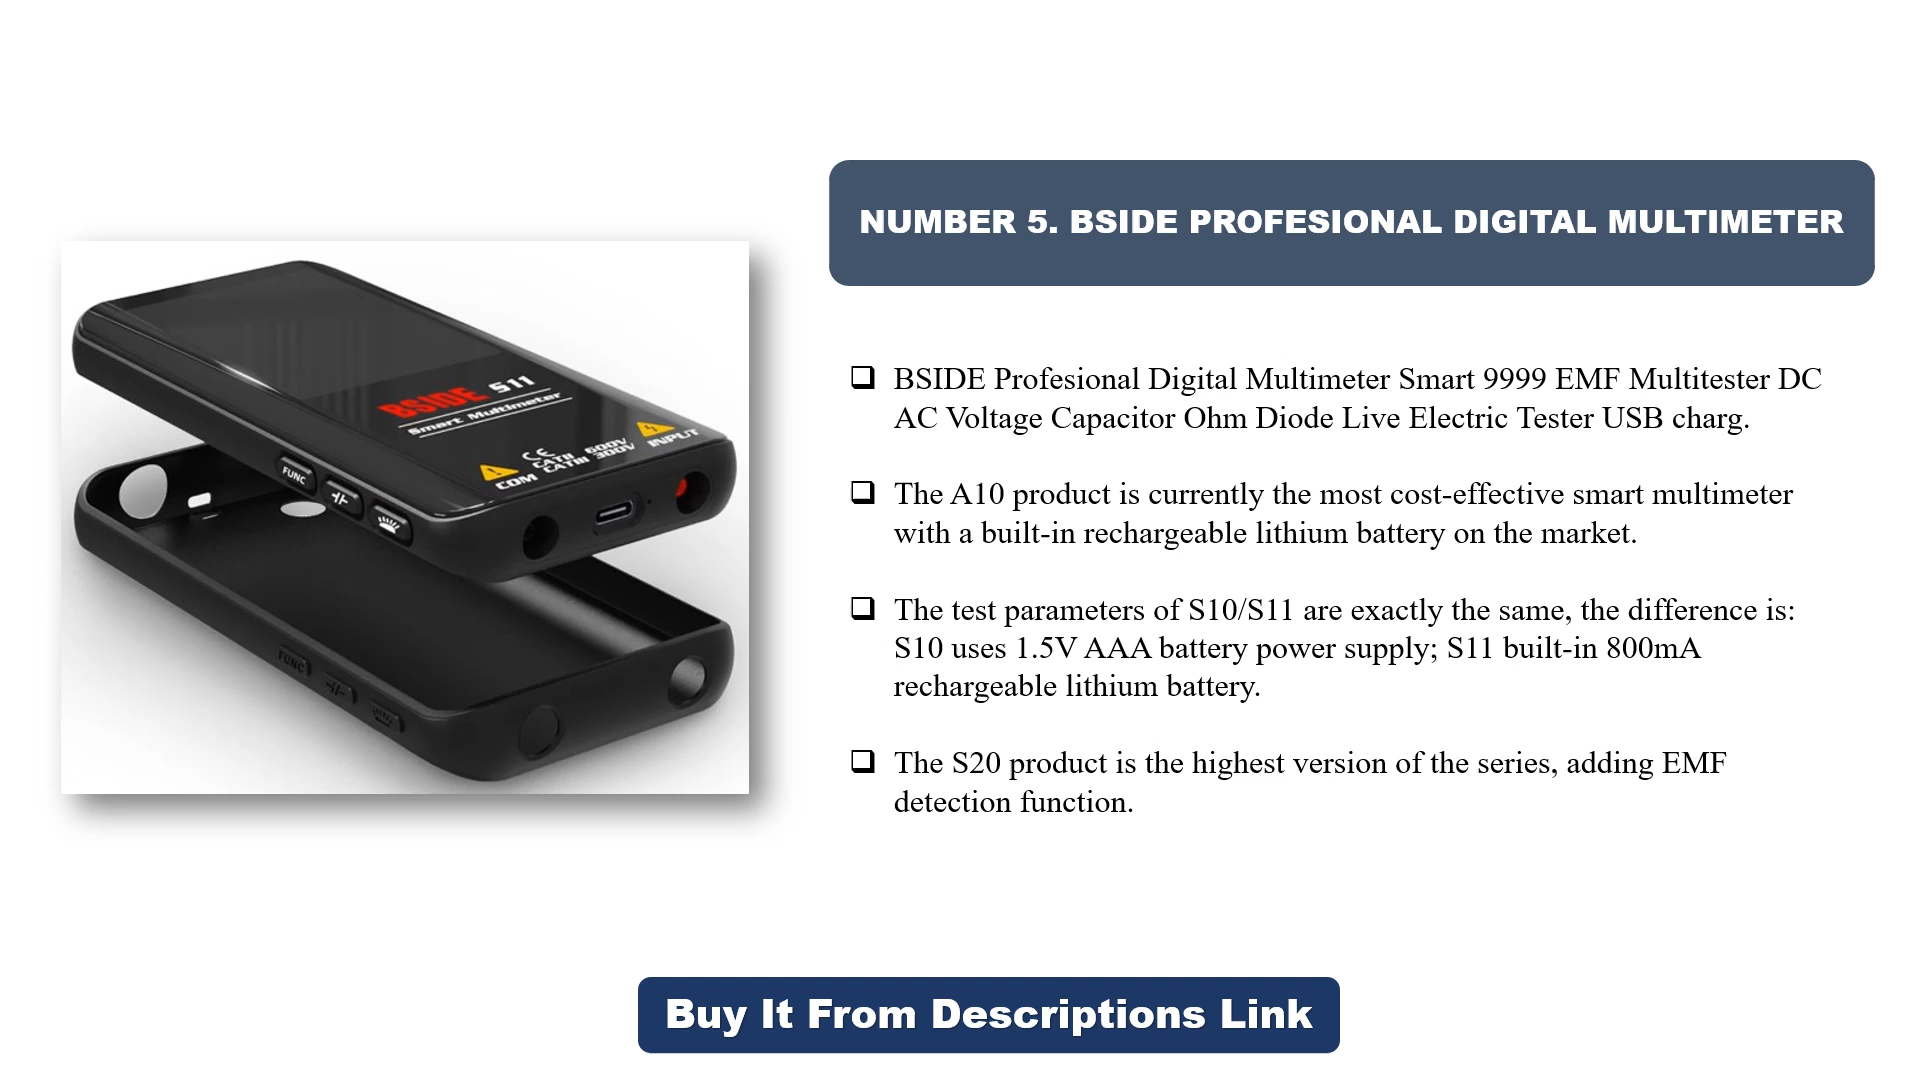 NUMBER 5. BSIDE PROFESIONAL DIGITAL MULTIMETER
BSIDE S11
Smart Multimeter
CE
CATII 600V
CATIII 300V
COM
INPUT
FUNC
FUNC
BSIDE Profesional Digital Multimeter Smart 9999 EMF Multitester DC
AC Voltage Capacitor Ohm Diode Live Electric Tester USB charg.
The A10 product is currently the most cost-effective smart multimeter
with a built-in rechargeable lithium battery on the market.
The test parameters of S10/S11 are exactly the same, the difference is:
S10 uses 1.5V AAA battery power supply; S11 built-in 800mA
rechargeable lithium battery.
The S20 product is the highest version of the series, adding EMF
detection function.
Buy It From Descriptions Link